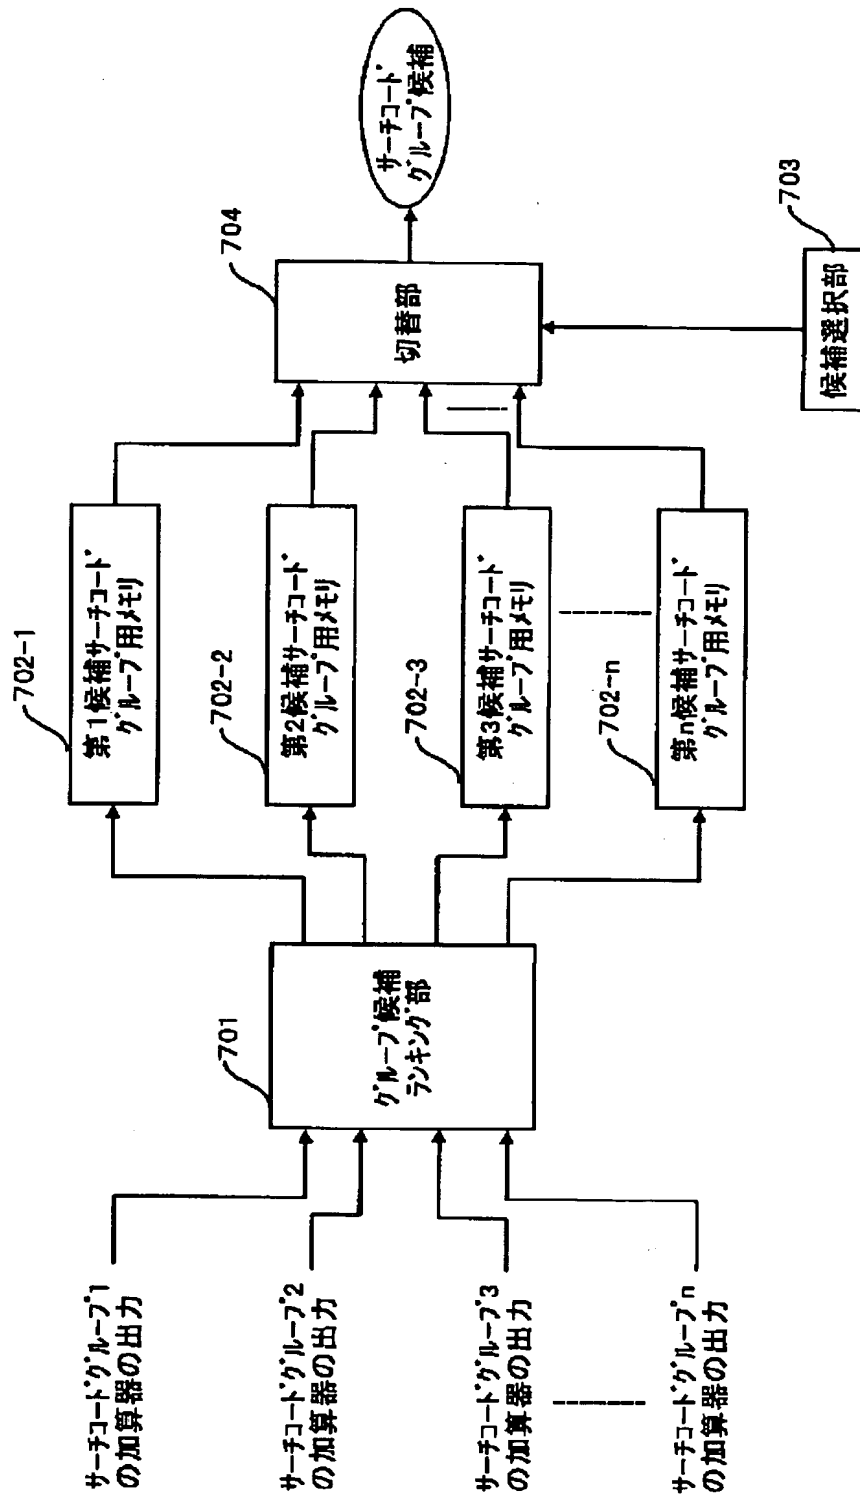 サーチコードグループ1
の加算器の出力
サーチコードグループ2
の加算器の出力
サーチコードグループ3
の加算器の出力
サーチコードグループn
の加算器の出力
701
グループ候補
ランキング部
702-1
第1候補サーチコード
グループ用メモリ
702-2
第2候補サーチコード
グループ用メモリ
702-3
第3候補サーチコード
グループ用メモリ
702-n
第n候補サーチコード
グループ用メモリ
704
切替部
703
候補選択部
サーチコード
グループ候補